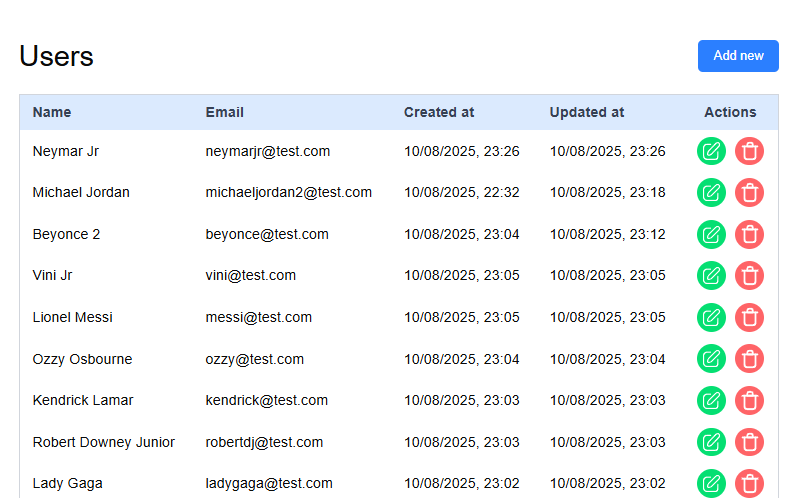 Users
Add new
Name Email Created at Updated at Actions
Neymar Jr neymarjr@test.com 10/08/2025, 23:26 10/08/2025, 23:26
Michael Jordan michaeljordan2@test.com 10/08/2025, 22:32 10/08/2025, 23:18
Beyonce 2 beyonce@test.com 10/08/2025, 23:04 10/08/2025, 23:12
Vini Jr vini@test.com 10/08/2025, 23:05 10/08/2025, 23:05
Lionel Messi messi@test.com 10/08/2025, 23:05 10/08/2025, 23:05
Ozzy Osbourne ozzy@test.com 10/08/2025, 23:04 10/08/2025, 23:04
Kendrick Lamar kendrick@test.com 10/08/2025, 23:03 10/08/2025, 23:03
Robert Downey Junior robertdj@test.com 10/08/2025, 23:03 10/08/2025, 23:03
Lady Gaga ladygaga@test.com 10/08/2025, 23:02 10/08/2025, 23:02